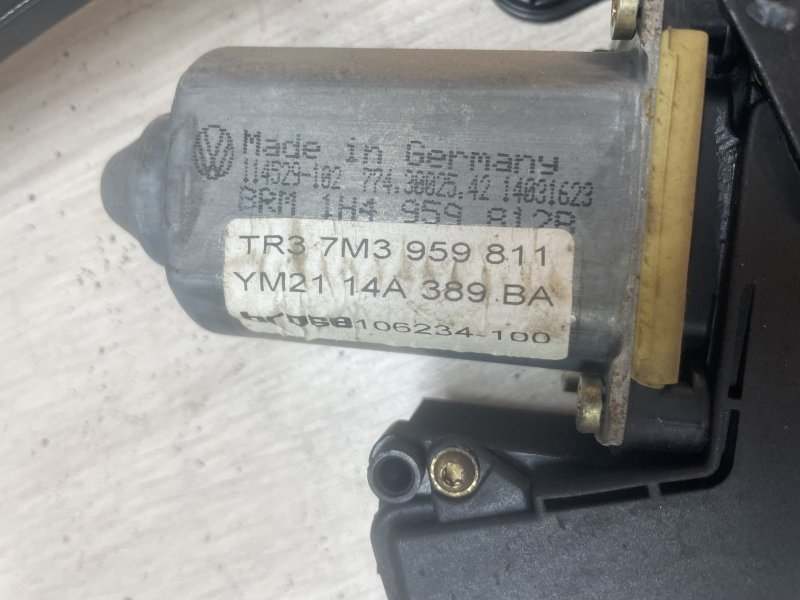 Made in Germany
114529-102 774.30025.42 14031623
BRM 1H4 959 812B
TR3 7M3 959 811
YM21 14A 389 BA
brose 106234-100